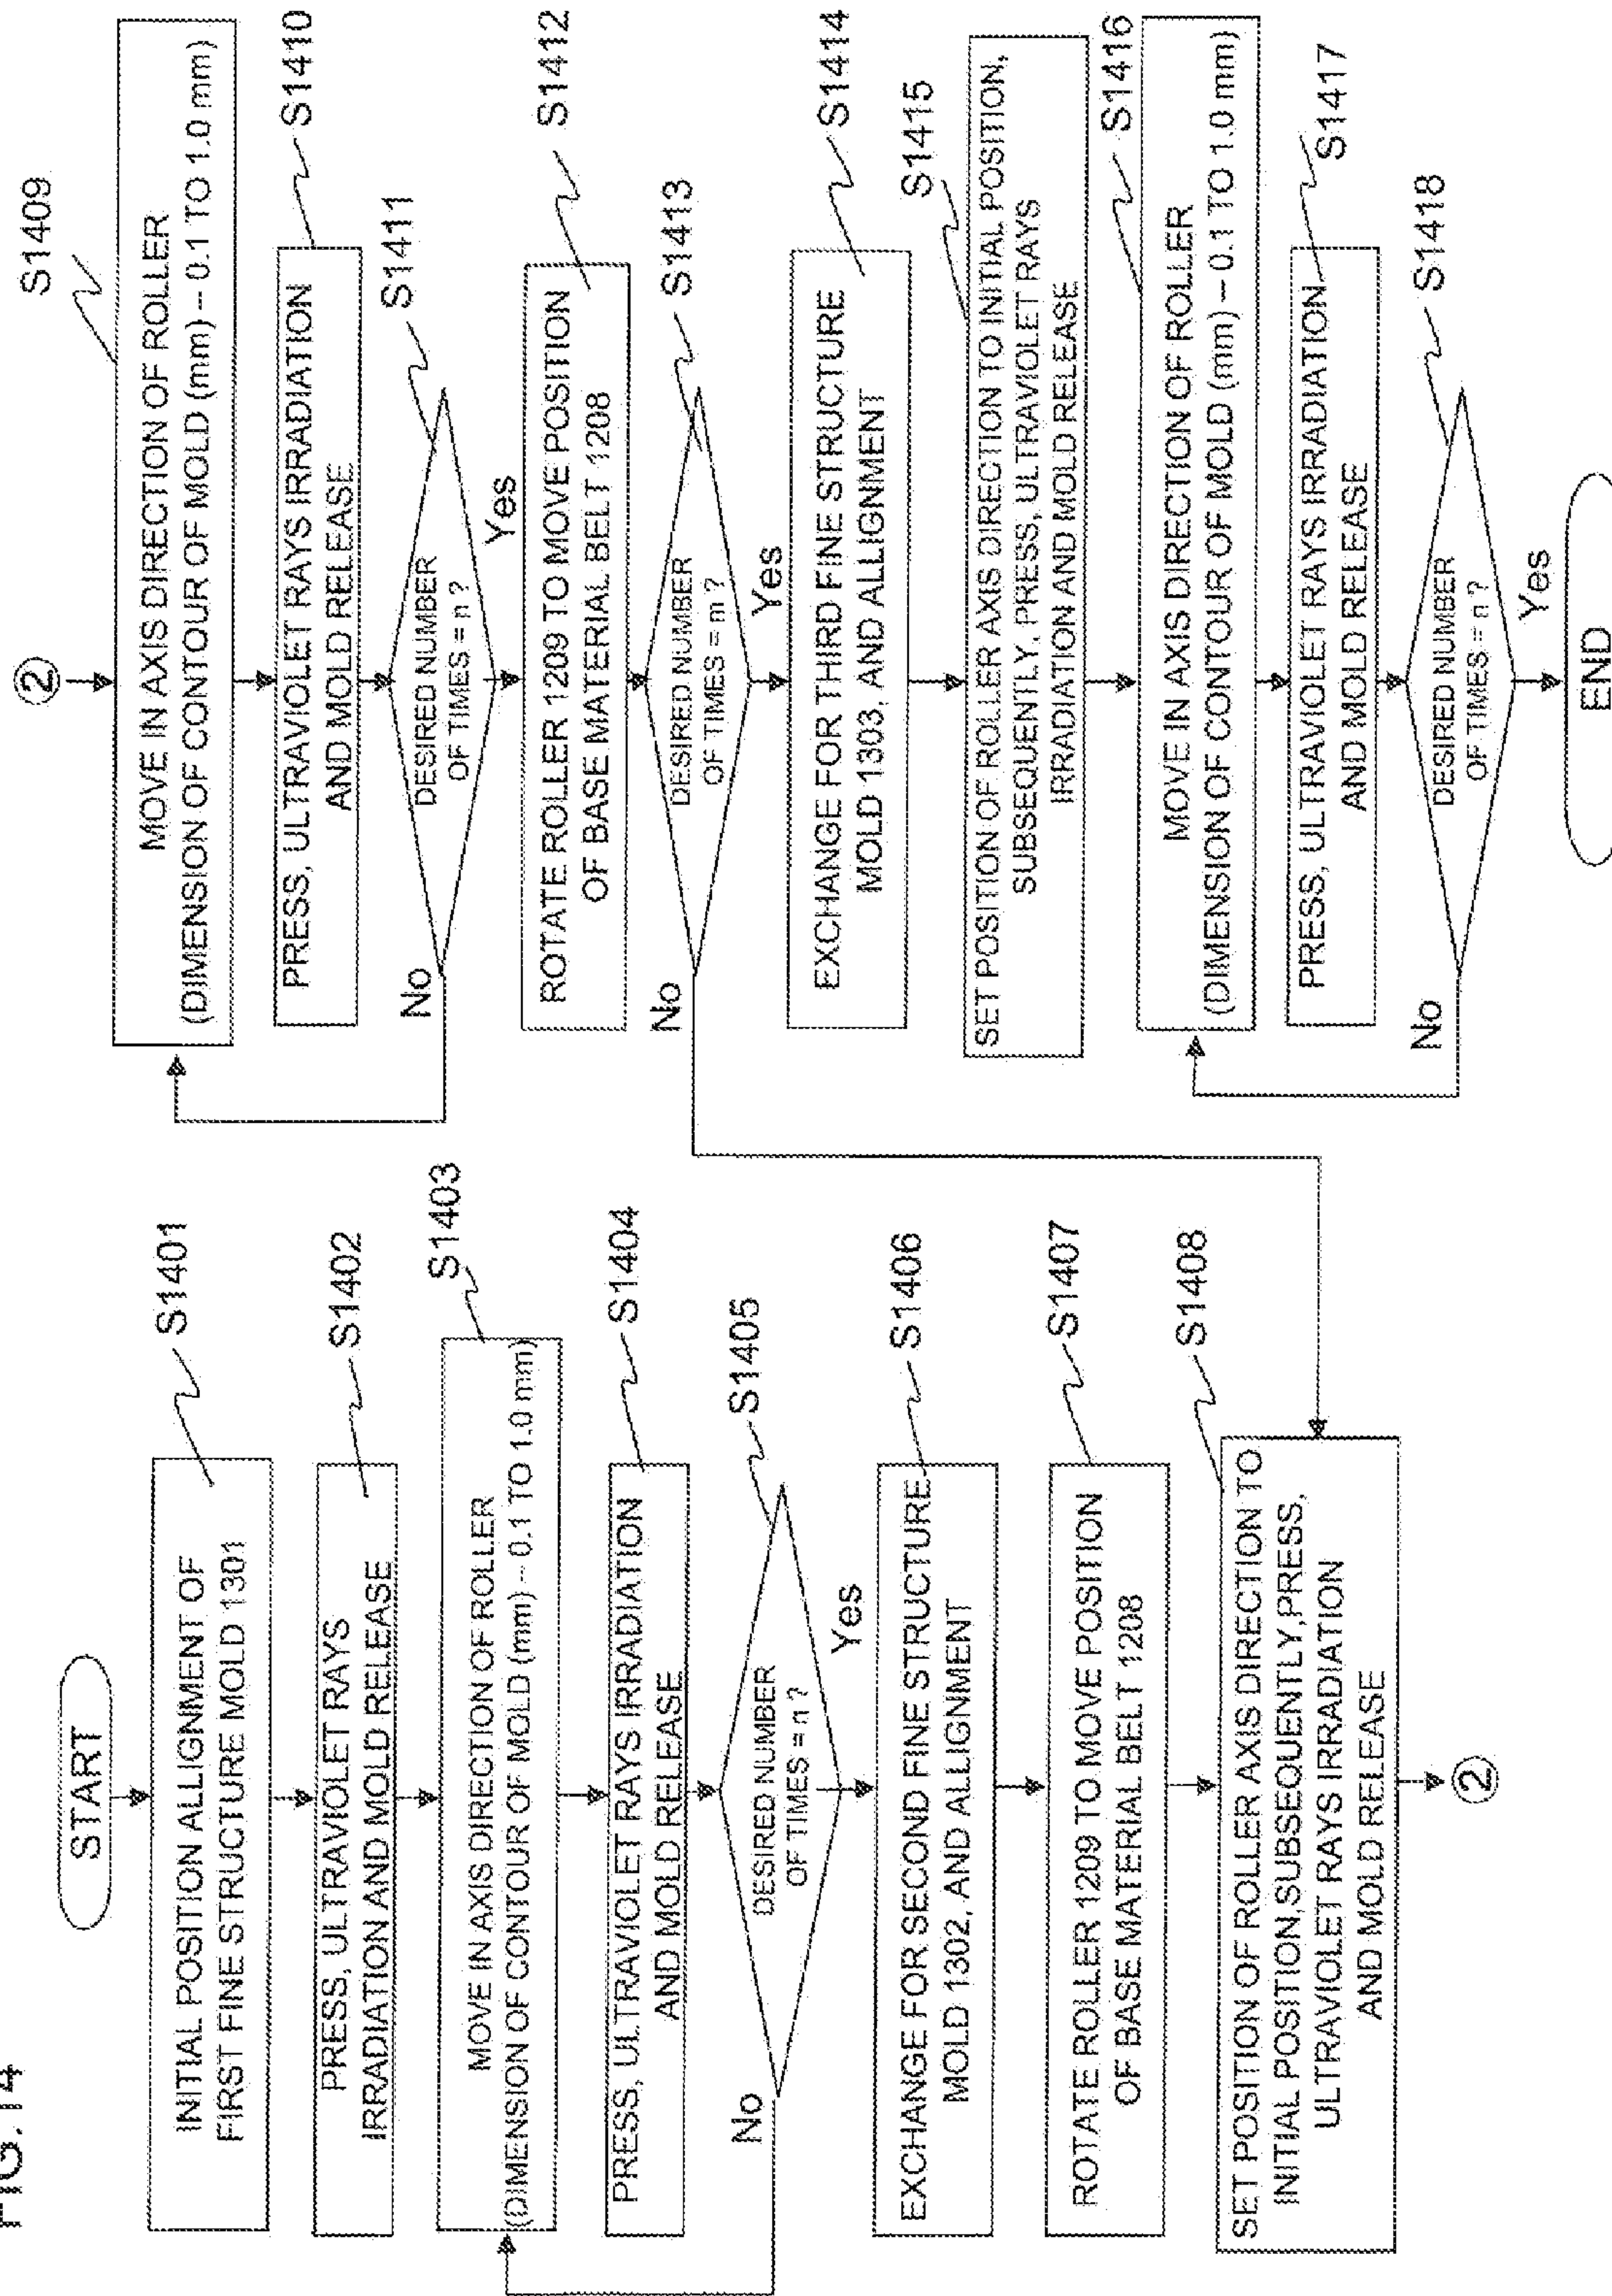 FIG.14
START
INITIAL POSITION ALLIGNMENT OF
FIRST FINE STRUCTURE MOLD 1301
S1401
PRESS, ULTRAVIOLET RAYS
IRRADIATION AND MOLD RELEASE
S1402
MOVE IN AXIS DIRECTION OF ROLLER
(DIMENSION OF CONTOUR OF MOLD (mm) – 0.1 TO 1.0 mm)
S1403
PRESS, ULTRAVIOLET RAYS IRRADIATION
AND MOLD RELEASE
S1404
DESIRED NUMBER
OF TIMES = n ?
S1405
No
Yes
EXCHANGE FOR SECOND FINE STRUCTURE
MOLD 1302, AND ALLIGNMENT
S1406
ROTATE ROLLER 1209 TO MOVE POSITION
OF BASE MATERIAL BELT 1208
S1407
SET POSITION OF ROLLER AXIS DIRECTION TO
INITIAL POSITION,SUBSEQUENTLY,PRESS,
ULTRAVIOLET RAYS IRRADIATION
AND MOLD RELEASE
S1408
②
②
MOVE IN AXIS DIRECTION OF ROLLER
(DIMENSION OF CONTOUR OF MOLD (mm) – 0.1 TO 1.0 mm)
S1409
PRESS, ULTRAVIOLET RAYS IRRADIATION
AND MOLD RELEASE
S1410
DESIRED NUMBER
OF TIMES = n ?
S1411
No
Yes
ROTATE ROLLER 1209 TO MOVE POSITION
OF BASE MATERIAL BELT 1208
S1412
DESIRED NUMBER
OF TIMES = m ?
S1413
No
Yes
EXCHANGE FOR THIRD FINE STRUCTURE
MOLD 1303, AND ALLIGNMENT
S1414
SET POSITION OF ROLLER AXIS DIRECTION TO INITIAL POSITION,
SUBSEQUENTLY, PRESS, ULTRAVIOLET RAYS
IRRADIATION AND MOLD RELEASE
S1415
MOVE IN AXIS DIRECTION OF ROLLER
(DIMENSION OF CONTOUR OF MOLD (mm) – 0.1 TO 1.0 mm)
S1416
PRESS, ULTRAVIOLET RAYS IRRADIATION
AND MOLD RELEASE
S1417
DESIRED NUMBER
OF TIMES = n ?
S1418
No
Yes
END